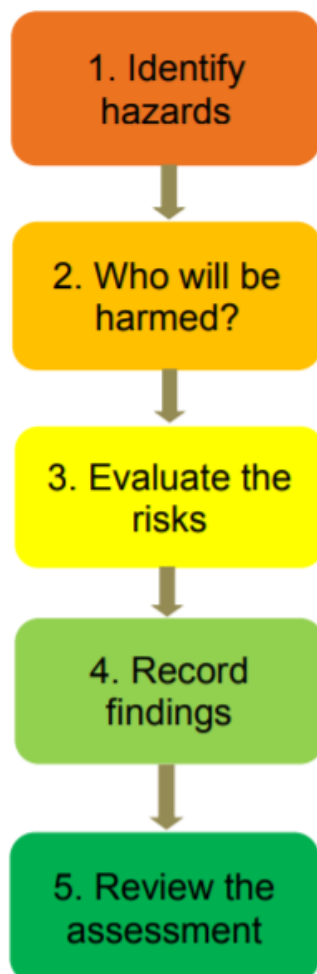 1. Identify
hazards
2. Who will be
harmed?
3. Evaluate the
risks
4. Record
findings
5. Review the
assessment